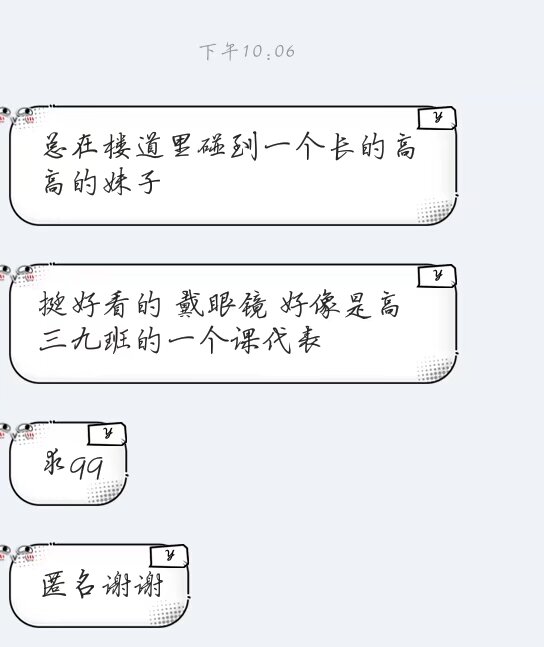 下午10:06
总在楼道里碰到一个长的高
高的妹子
挺好看的 戴眼镜 好像是高
三九班的一个课代表
求99
匿名谢谢